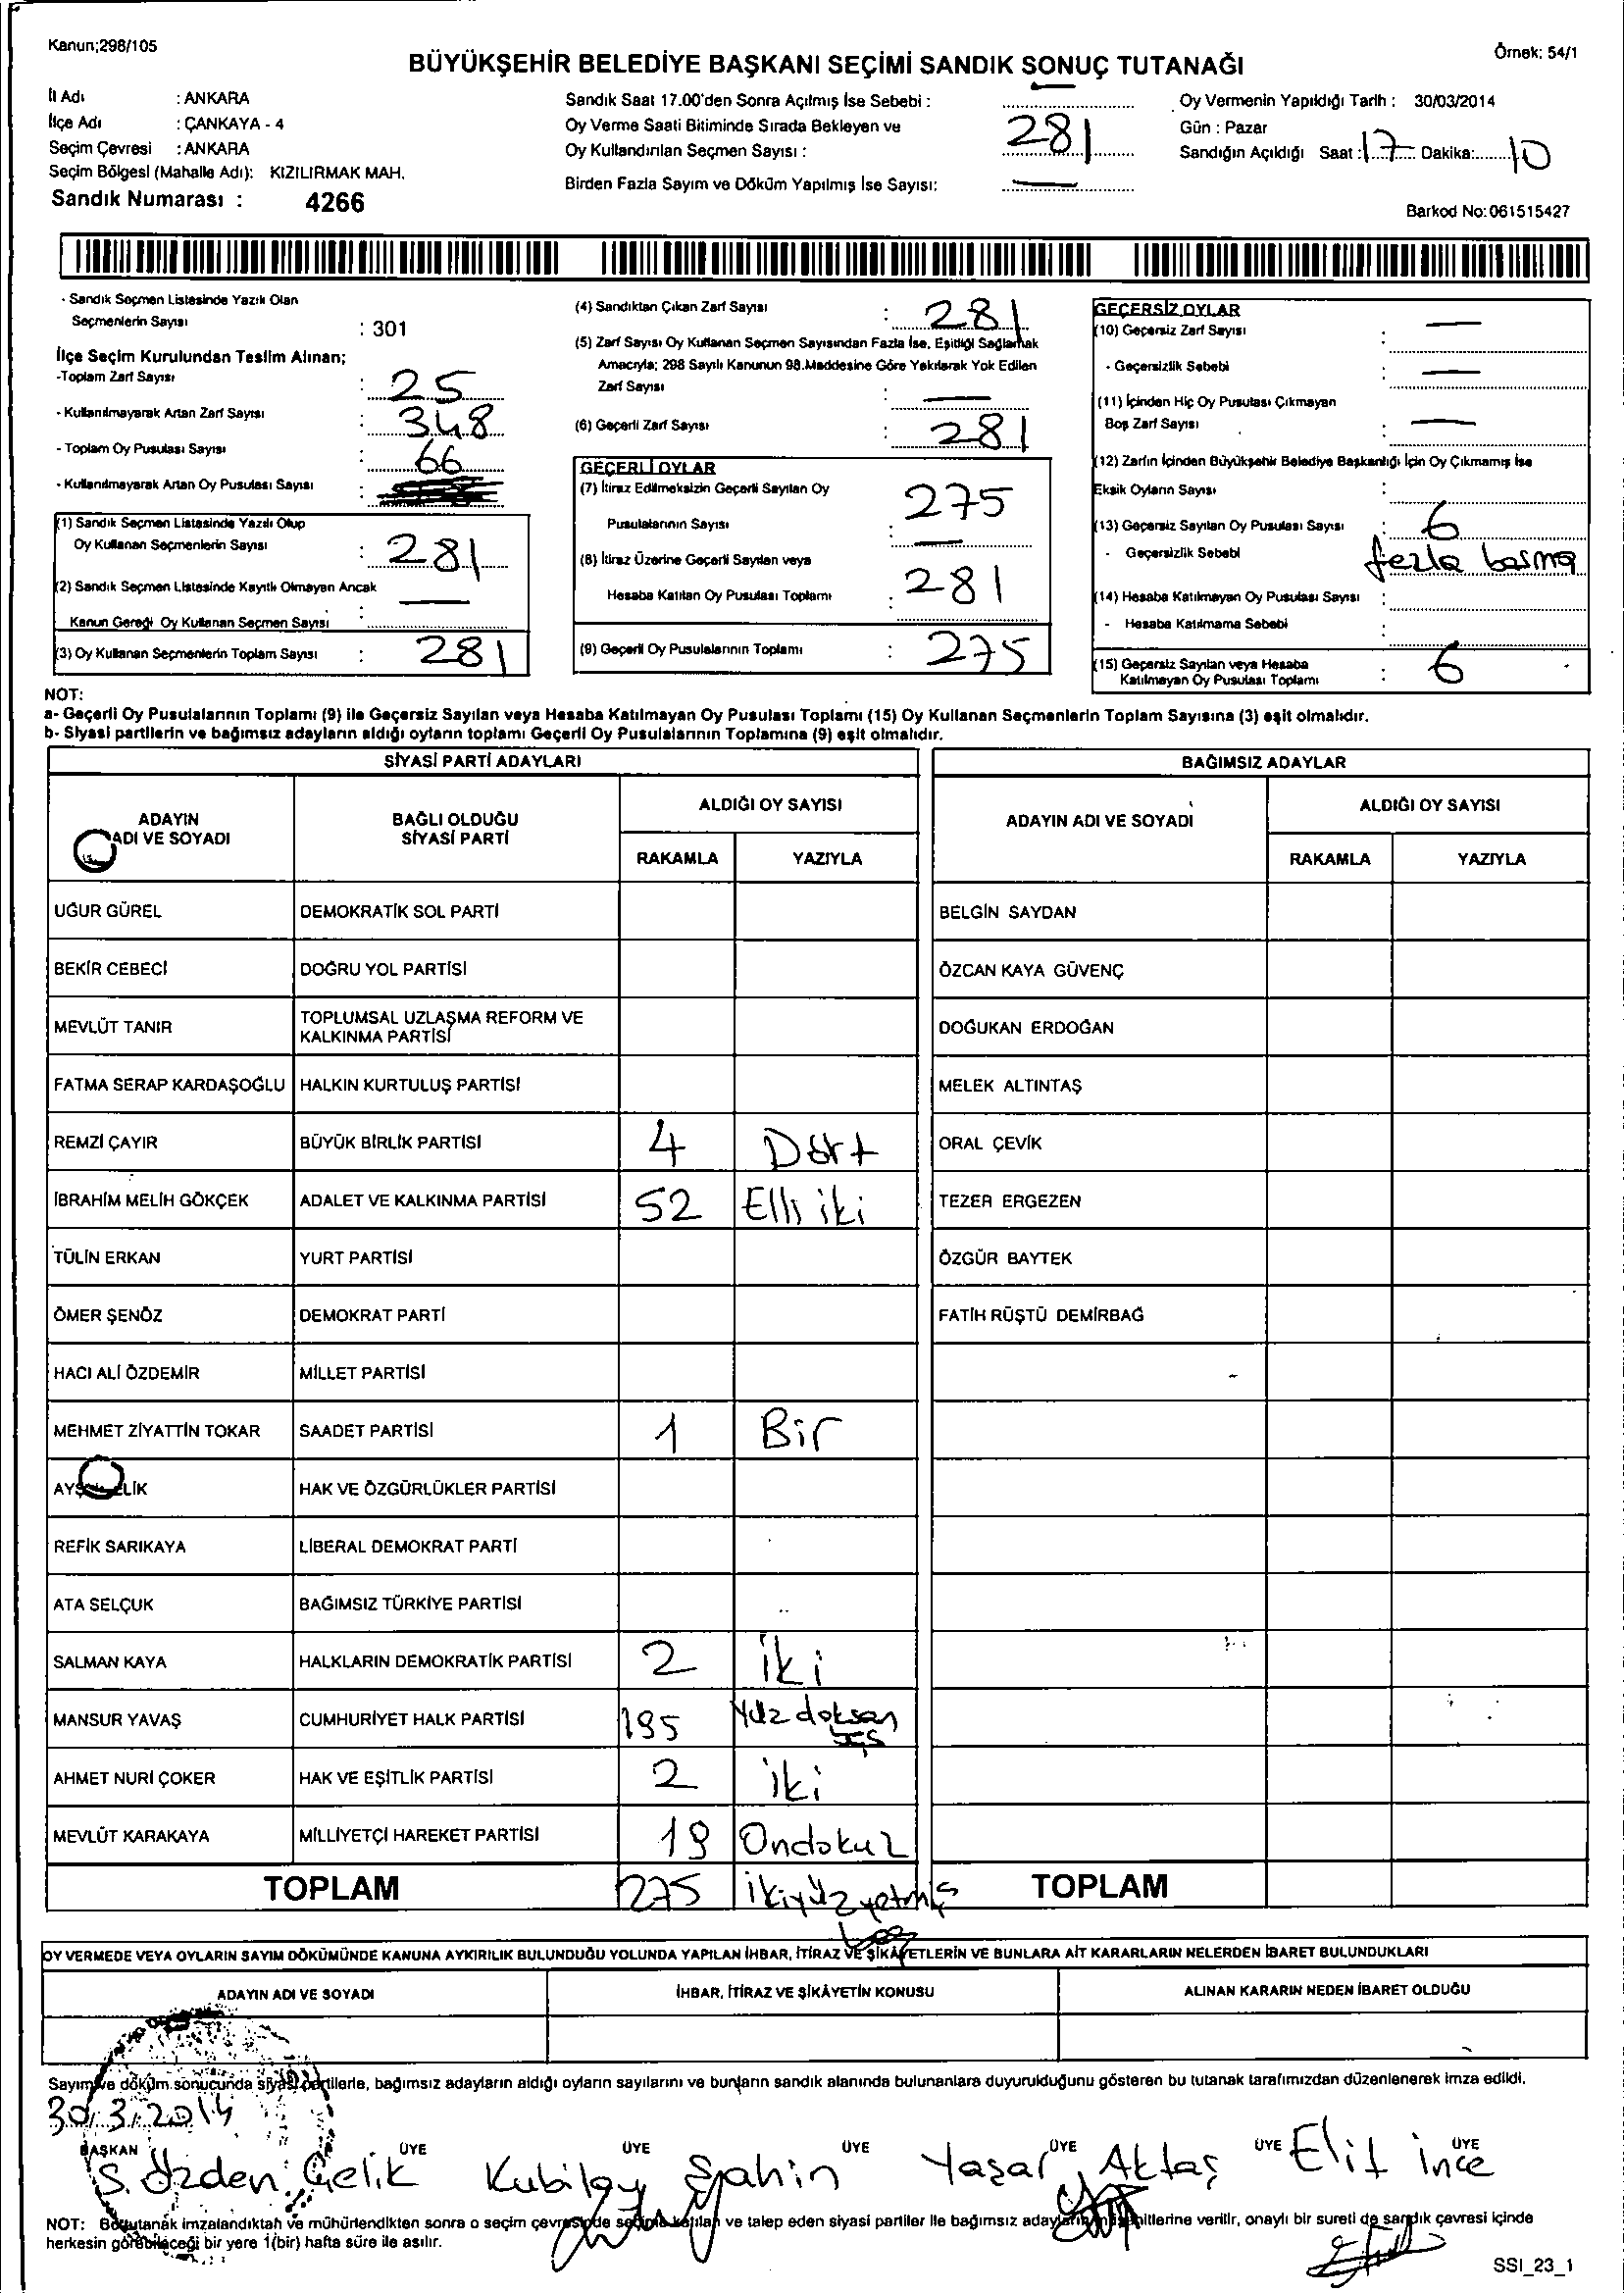 Kanun;298/105
Örnek: 54/1
BÜYÜKŞEHİR BELEDİYE BAŞKANI SEÇİMİ SANDIK SONUÇ TUTANAĞI
İl Adı : ANKARA
İlçe Adı : ÇANKAYA - 4
Seçim Çevresi : ANKARA
Seçim Bölgesi (Mahalle Adı): KIZILIRMAK MAH.
Sandık Numarası : 4266
Sandık Saat 17.00'den Sonra Açılmış İse Sebebi : —
Oy Verme Saati Bitiminde Sırada Bekleyen ve
Oy Kullandırılan Seçmen Sayısı : 281
Birden Fazla Sayım ve Döküm Yapılmış İse Sayısı: —
Oy Vermenin Yapıldığı Tarih : 30/03/2014
Gün : Pazar
Sandığın Açıldığı Saat : 17 Dakika: 10
Barkod No: 061515427
- Sandık Seçmen Listesinde Yazılı Olan
Seçmenlerin Sayısı : 301
İlçe Seçim Kurulundan Teslim Alınan;
-Toplam Zarf Sayısı : 25
- Kullanılmayarak Artan Zarf Sayısı : 348
- Toplam Oy Pusulası Sayısı : 66
- Kullanılmayarak Artan Oy Pusulası Sayısı :
(1) Sandık Seçmen Listesinde Yazılı Olup
Oy Kullanan Seçmenlerin Sayısı : 281
(2) Sandık Seçmen Listesinde Kayıtlı Olmayan Ancak
Kanun Gereği Oy Kullanan Seçmen Sayısı : —
(3) Oy Kullanan Seçmenlerin Toplam Sayısı : 281
(4) Sandıktan Çıkan Zarf Sayısı : 281
(5) Zarf Sayısı Oy Kullanan Seçmen Sayısından Fazla İse, Eşitliği Sağlamak
Amacıyla; 298 Sayılı Kanunun 98.Maddesine Göre Yakılarak Yok Edilen
Zarf Sayısı : —
(6) Geçerli Zarf Sayısı : 281
GEÇERLİ OYLAR
(7) İtiraz Edilmeksizin Geçerli Sayılan Oy
Pusulalarının Sayısı : 275
(8) İtiraz Üzerine Geçerli Sayılan veya —
Hesaba Katılan Oy Pusulası Toplamı : 281
(9) Geçerli Oy Pusulalarının Toplamı : 275
GEÇERSİZ OYLAR
(10) Geçersiz Zarf Sayısı : —
- Geçersizlik Sebebi : —
(11) İçinden Hiç Oy Pusulası Çıkmayan
Boş Zarf Sayısı : —
(12) Zarfın İçinden Büyükşehir Belediye Başkanlığı İçin Oy Çıkmamış İse
Eksik Oyların Sayısı :
(13) Geçersiz Sayılan Oy Pusulası Sayısı : 6
- Geçersizlik Sebebi fazla basma
(14) Hesaba Katılmayan Oy Pusulası Sayısı :
- Hesaba Katılmama Sebebi :
(15) Geçersiz Sayılan veya Hesaba
Katılmayan Oy Pusulası Toplamı : 6
NOT:
a- Geçerli Oy Pusulalarının Toplamı (9) ile Geçersiz Sayılan veya Hesaba Katılmayan Oy Pusulası Toplamı (15) Oy Kullanan Seçmenlerin Toplam Sayısına (3) eşit olmalıdır.
b- Siyasi partilerin ve bağımsız adayların aldığı oyların toplamı Geçerli Oy Pusulalarının Toplamına (9) eşit olmalıdır.
SİYASİ PARTİ ADAYLARI
ADAYIN ADI VE SOYADI BAĞLI OLDUĞU SİYASİ PARTİ ALDIĞI OY SAYISI
RAKAMLA YAZIYLA
UĞUR GÜREL DEMOKRATİK SOL PARTİ
BEKİR CEBECİ DOĞRU YOL PARTİSİ
MEVLÜT TANIR TOPLUMSAL UZLAŞMA REFORM VE
KALKINMA PARTİSİ
FATMA SERAP KARDAŞOĞLU HALKIN KURTULUŞ PARTİSİ
REMZİ ÇAYIR BÜYÜK BİRLİK PARTİSİ 4 Dört
İBRAHİM MELİH GÖKÇEK ADALET VE KALKINMA PARTİSİ 52 Elli iki
TÜLİN ERKAN YURT PARTİSİ
ÖMER ŞENÖZ DEMOKRAT PARTİ
HACI ALİ ÖZDEMİR MİLLET PARTİSİ
MEHMET ZİYATTİN TOKAR SAADET PARTİSİ 1 Bir
HAK VE ÖZGÜRLÜKLER PARTİSİ
REFİK SARIKAYA LİBERAL DEMOKRAT PARTİ
ATA SELÇUK BAĞIMSIZ TÜRKİYE PARTİSİ
SALMAN KAYA HALKLARIN DEMOKRATİK PARTİSİ 2 iki
MANSUR YAVAŞ CUMHURİYET HALK PARTİSİ 195 Yüz doksan
AHMET NURİ ÇOKER HAK VE EŞİTLİK PARTİSİ 2 iki
MEVLÜT KARAKAYA MİLLİYETÇİ HAREKET PARTİSİ 19 Ondokuz
TOPLAM 275 ikiyüz yetmiş
beş
BAĞIMSIZ ADAYLAR
ADAYIN ADI VE SOYADI ALDIĞI OY SAYISI
RAKAMLA YAZIYLA
BELGİN SAYDAN
ÖZCAN KAYA GÜVENÇ
DOĞUKAN ERDOĞAN
MELEK ALTINTAŞ
ORAL ÇEVİK
TEZER ERGEZEN
ÖZGÜR BAYTEK
FATİH RÜŞTÜ DEMİRBAĞ
TOPLAM
OY VERMEDE VEYA OYLARIN SAYIM DÖKÜMÜNDE KANUNA AYKIRILIK BULUNDUĞU YOLUNDA YAPILAN İHBAR, İTİRAZ VE ŞİKÂYETLERİN VE BUNLARA AİT KARARLARIN NELERDEN İBARET BULUNDUKLARI
ADAYIN ADI VE SOYADI İHBAR, İTİRAZ VE ŞİKÂYETİN KONUSU ALINAN KARARIN NEDEN İBARET OLDUĞU
Sayım ve döküm sonucunda siyasi partilerle, bağımsız adayların aldığı oyların sayılarını ve bunların sandık alanında bulunanlara duyurulduğunu gösteren bu tutanak tarafımızdan düzenlenerek imza edildi.
30/3/2014
BAŞKAN ÜYE ÜYE ÜYE ÜYE ÜYE ÜYE
S. Özden Çelik Kubilay Şahin Yaşar Aktaş Elif ince
NOT: Bu tutanak imzalandıktan ve mühürlendikten sonra o seçim çevresinde seçime katılan ve talep eden siyasi partiler ile bağımsız adayların müşahitlerine verilir, onaylı bir sureti de sandık çevresi içinde
herkesin görebileceği bir yere 1(bir) hafta süre ile asılır.
SSI_23_1